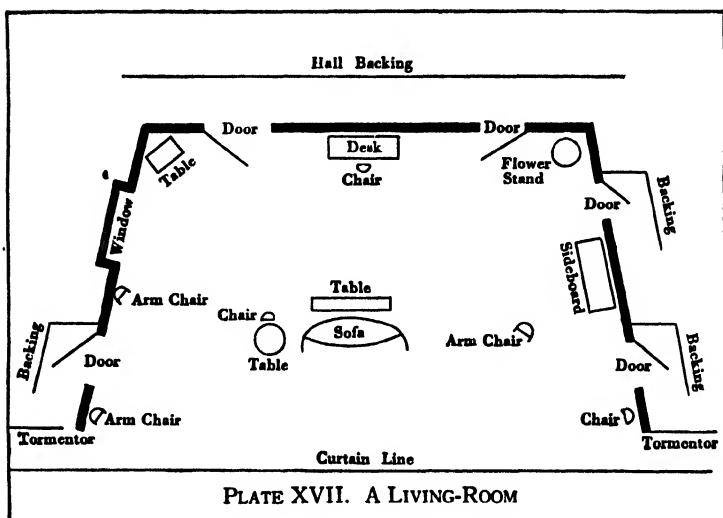 Hall Backing
Door
Door
Desk
Table
Chair
Flower
Stand
Backing
Door
Window
Sideboard
Table
Arm Chair
Chair
Sofa
Arm Chair
Backing
Door
Table
Door
Backing
Arm Chair
Chair
Tormentor
Tormentor
Curtain Line
PLATE XVII. A LIVING-ROOM